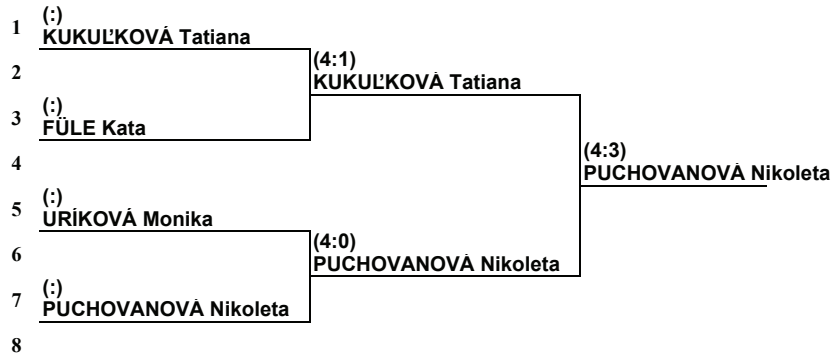 1
(:)
KUKUĽKOVÁ Tatiana
2
(4:1)
KUKUĽKOVÁ Tatiana
3
(:)
FÜLE Kata
4
(4:3)
PUCHOVANOVÁ Nikoleta
5
(:)
URÍKOVÁ Monika
6
(4:0)
PUCHOVANOVÁ Nikoleta
7
(:)
PUCHOVANOVÁ Nikoleta
8